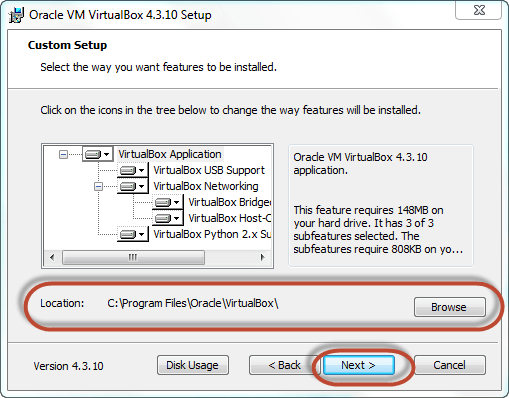 Oracle VM VirtualBox 4.3.10 Setup
Custom Setup
Select the way you want features to be installed.
Click on the icons in the tree below to change the way features will be installed.
VirtualBox Application
VirtualBox USB Support
VirtualBox Networking
VirtualBox Bridge
VirtualBox Host-C
VirtualBox Python 2.x Su
Oracle VM VirtualBox 4.3.10
application.
This feature requires 148MB on
your hard drive. It has 3 of 3
subfeatures selected. The
subfeatures require 808KB on yo...
Location: C:\Program Files\Oracle\VirtualBox\ Browse
Version 4.3.10 Disk Usage < Back Next > Cancel